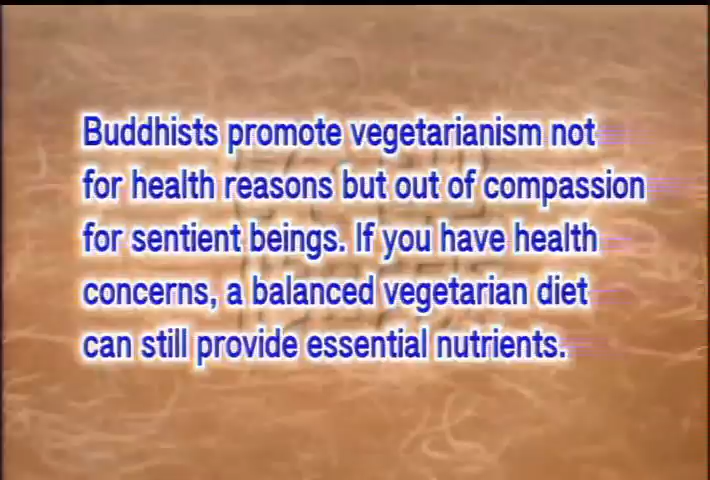 Buddhists promote vegetarianism not
for health reasons but out of compassion
for sentient beings. If you have health
concerns, a balanced vegetarian diet
can still provide essential nutrients.